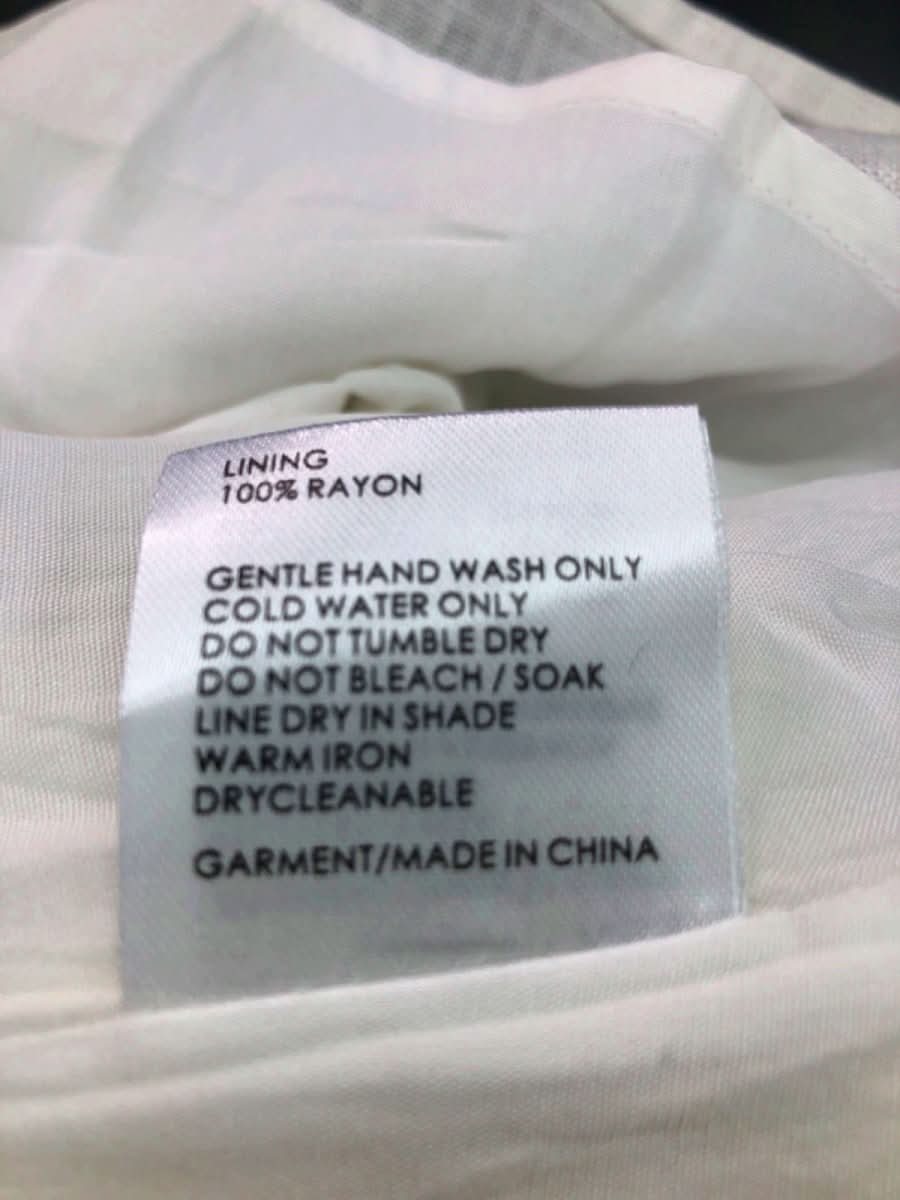 LINING
100% RAYON
GENTLE HAND WASH ONLY
COLD WATER ONLY
DO NOT TUMBLE DRY
DO NOT BLEACH / SOAK
LINE DRY IN SHADE
WARM IRON
DRYCLEANABLE
GARMENT/MADE IN CHINA